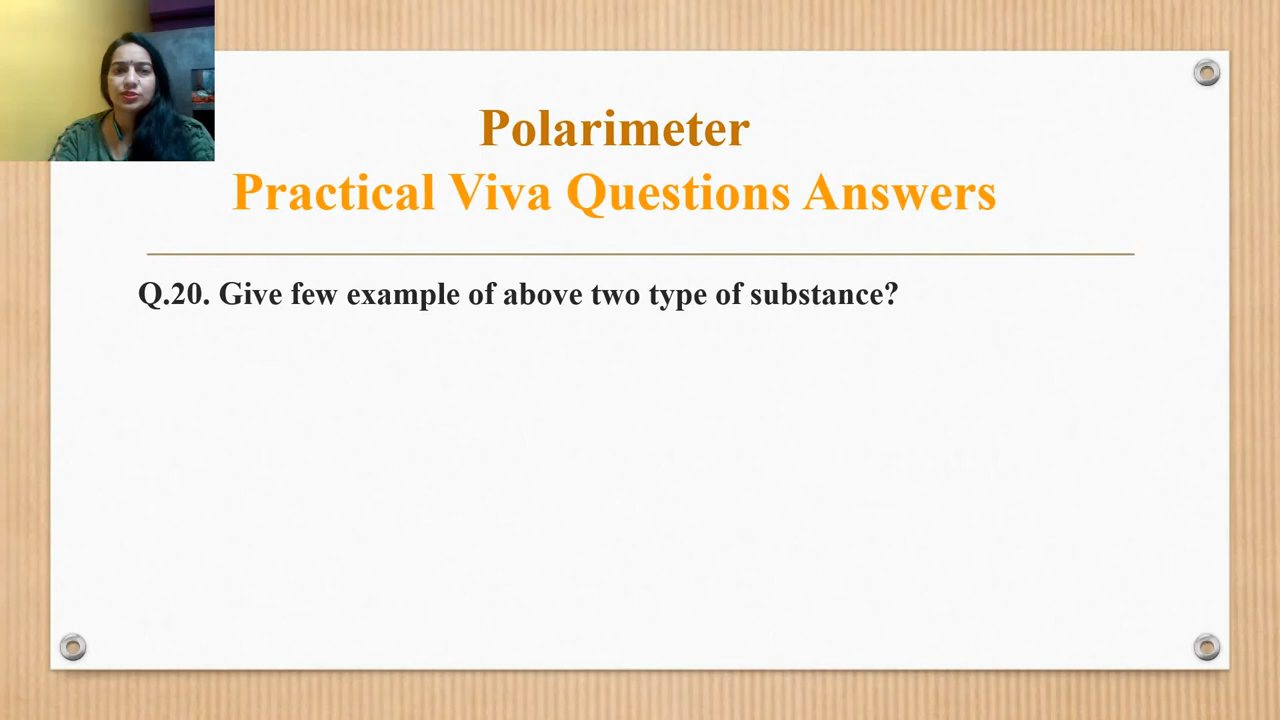 Polarimeter
Practical Viva Questions Answers
Q.20. Give few example of above two type of substance?